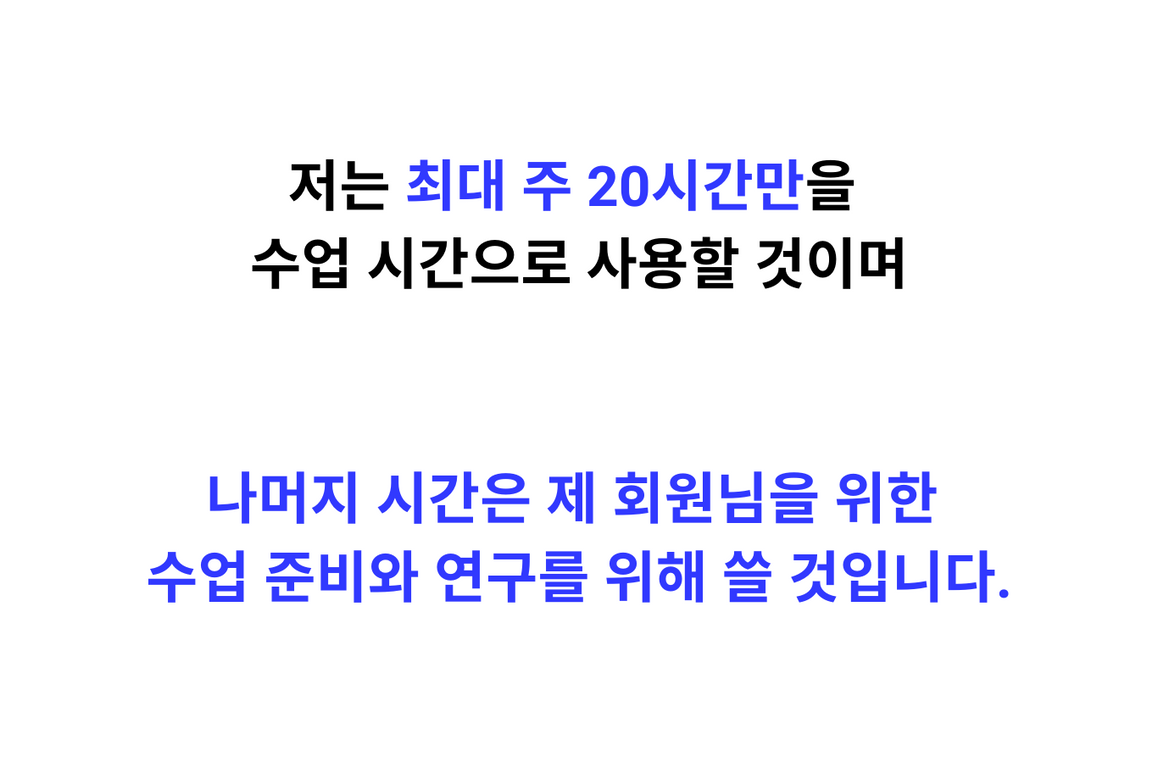 저는 최대 주 20시간만을
수업 시간으로 사용할 것이며
나머지 시간은 제 회원님을 위한
수업 준비와 연구를 위해 쓸 것입니다.